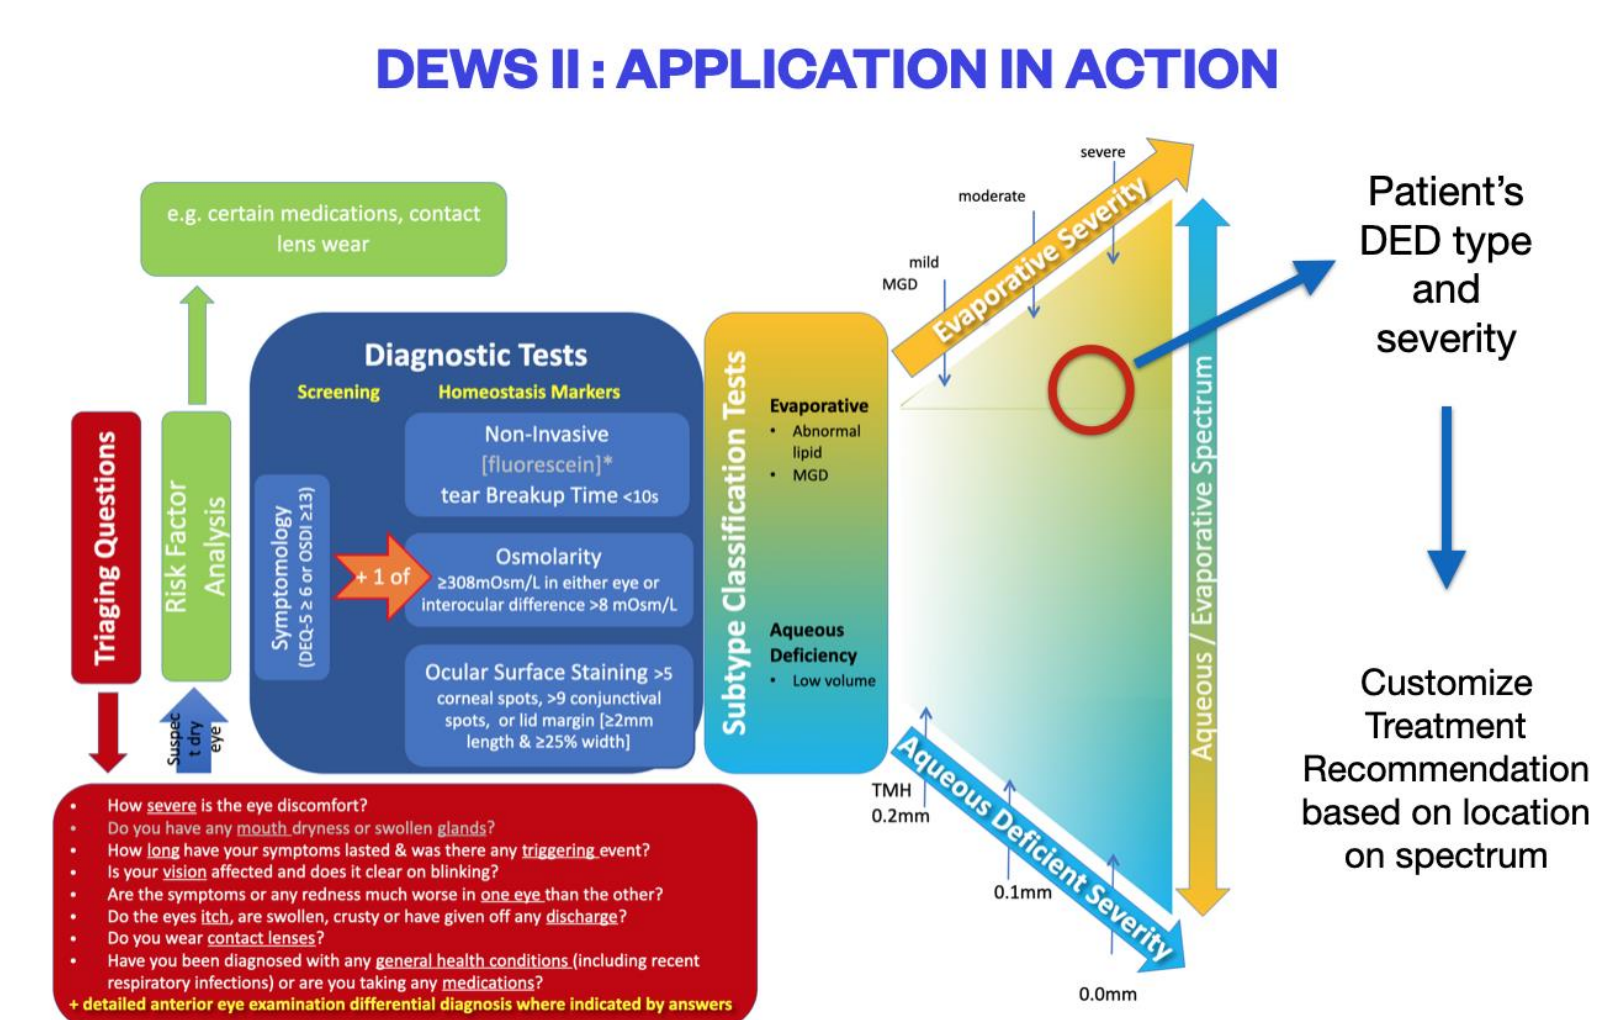 DEWS II : APPLICATION IN ACTION
e.g. certain medications, contact
lens wear
Triaging Questions
Risk Factor
Analysis
Suspec
t dry
eye
Diagnostic Tests
Screening
Homeostasis Markers
Symptomology
(DEQ-5 ≥ 6 or OSDI ≥13)
+ 1 of
Non-Invasive
[fluorescein]*
tear Breakup Time <10s
Osmolarity
≥308mOsm/L in either eye or
interocular difference >8 mOsm/L
Ocular Surface Staining >5
corneal spots, >9 conjunctival
spots, or lid margin [≥2mm
length & ≥25% width]
Subtype Classification Tests
Evaporative
• Abnormal
lipid
• MGD
Aqueous
Deficiency
• Low volume
mild
MGD
moderate
severe
Evaporative Severity
Aqueous / Evaporative Spectrum
Aqueous Deficient Severity
TMH
0.2mm
0.1mm
0.0mm
Patient's
DED type
and
severity
Customize
Treatment
Recommendation
based on location
on spectrum
• How severe is the eye discomfort?
• Do you have any mouth dryness or swollen glands?
• How long have your symptoms lasted & was there any triggering event?
• Is your vision affected and does it clear on blinking?
• Are the symptoms or any redness much worse in one eye than the other?
• Do the eyes itch, are swollen, crusty or have given off any discharge?
• Do you wear contact lenses?
• Have you been diagnosed with any general health conditions (including recent
respiratory infections) or are you taking any medications?
+ detailed anterior eye examination differential diagnosis where indicated by answers